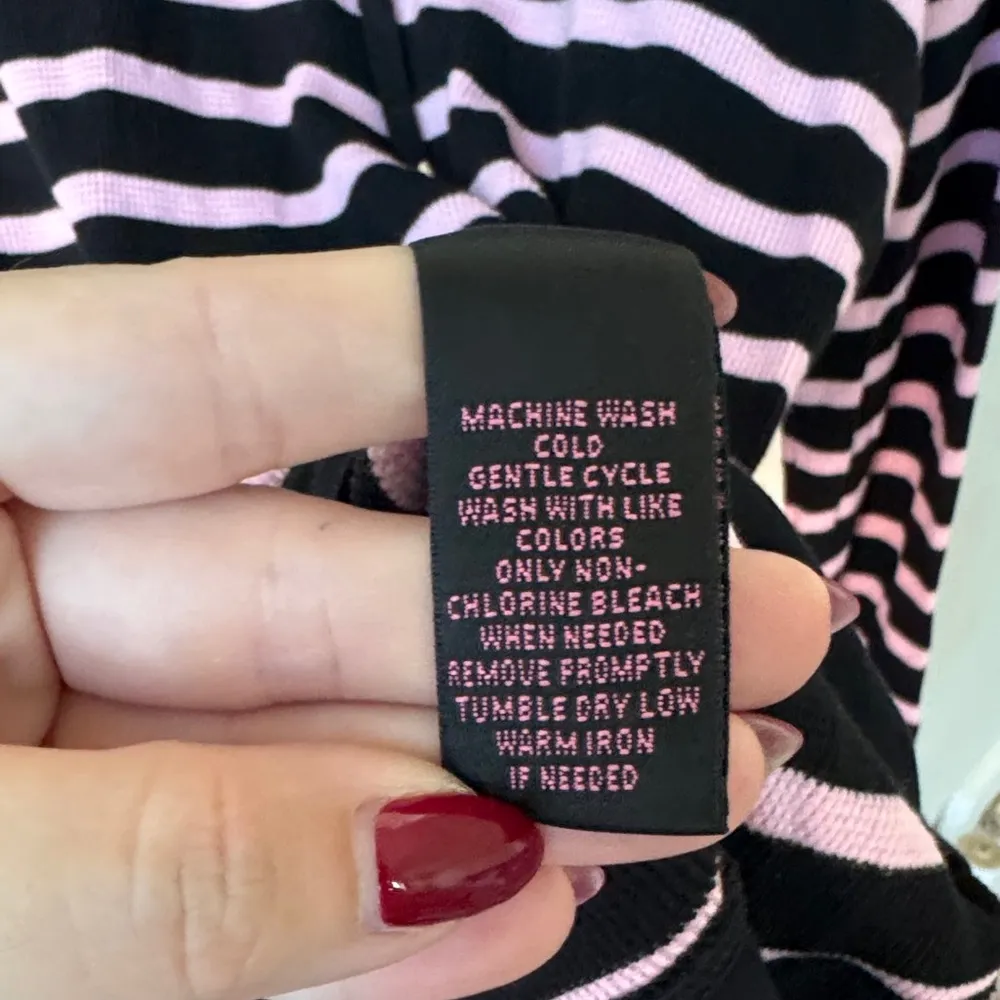 MACHINE WASH
COLD
GENTLE CYCLE
WASH WITH LIKE
COLORS
ONLY NON-
CHLORINE BLEACH
WHEN NEEDED
REMOVE PROMPTLY
TUMBLE DRY LOW
WARM IRON
IF NEEDED